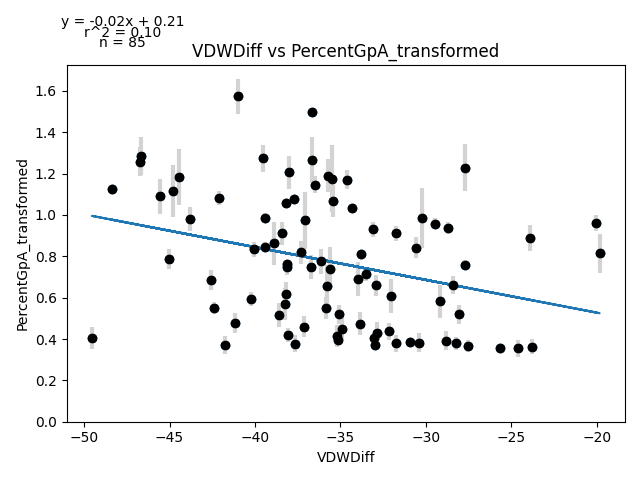 y = -0.02x + 0.21
r^2 = 0.10
n = 85
VDWDiff vs PercentGpA_transformed
1.6
1.4
1.2
1.0
0.8
0.6
0.4
0.2
0.0
PercentGpA_transformed
−50 −45 −40 −35 −30 −25 −20
VDWDiff